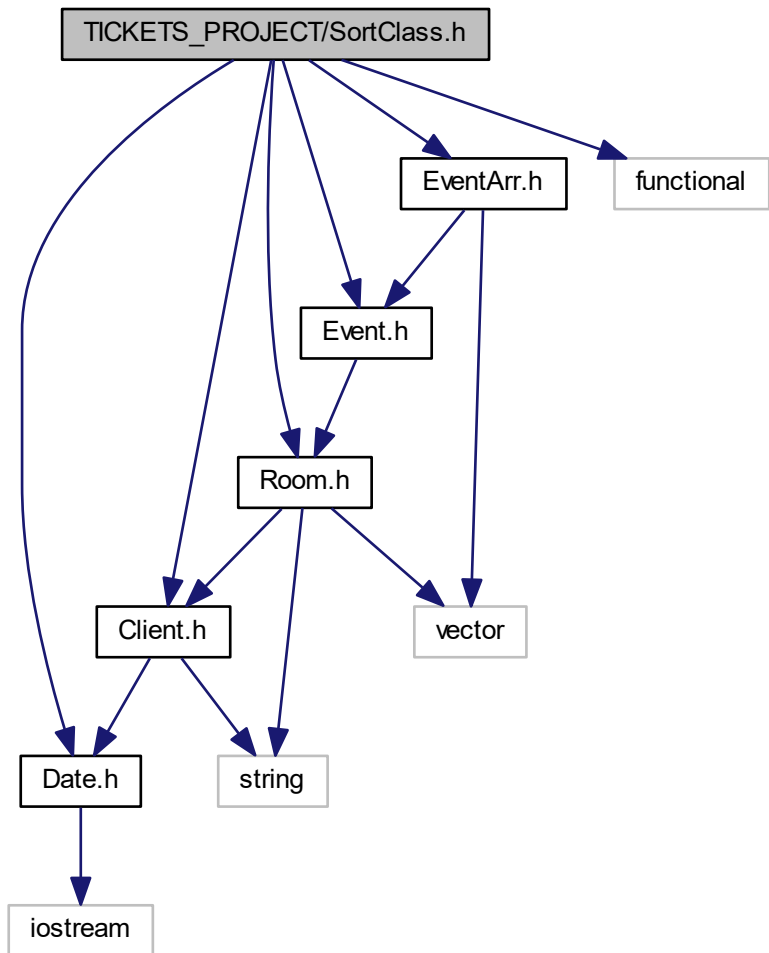 TICKETS_PROJECT/SortClass.h
EventArr.h
functional
Event.h
Room.h
Client.h
vector
Date.h
string
iostream